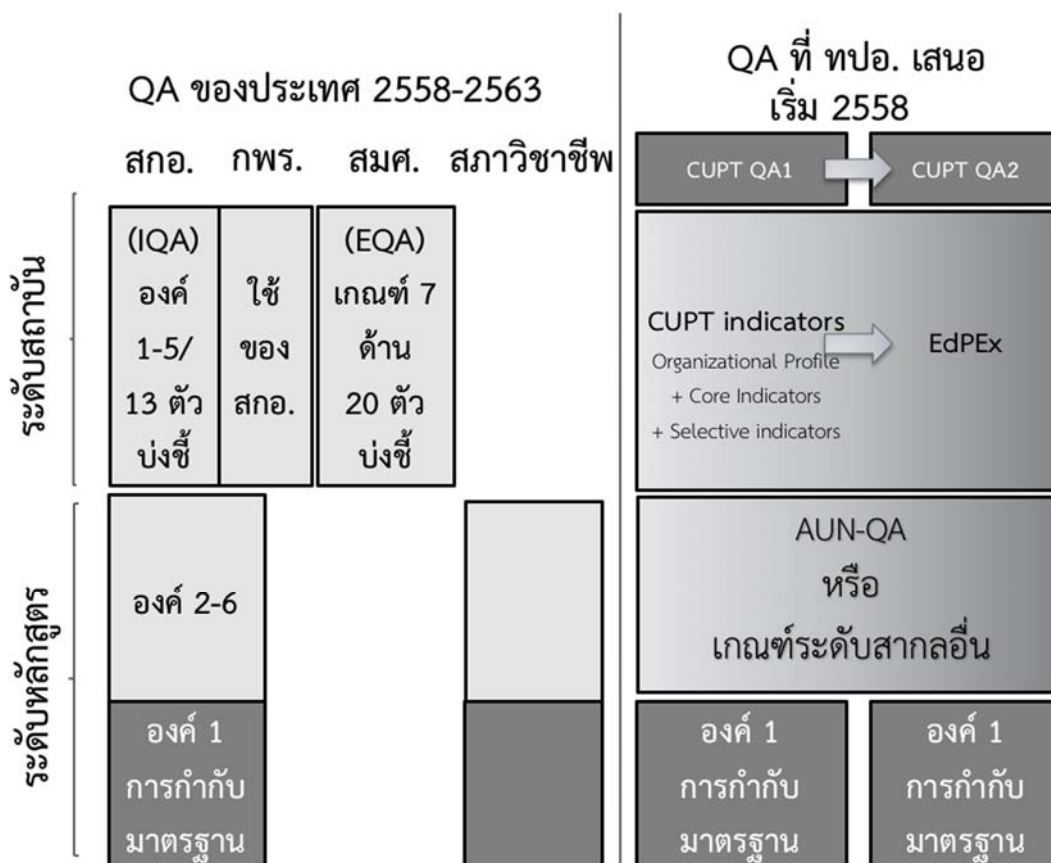 QA ของประเทศ 2558-2563
สกอ.
กพร.
สมศ.
สภาวิชาชีพ
ระดับสถาบัน
(IQA)
องค์
1-5/
13 ตัว
บ่งชี้
ใช้
ของ
สกอ.
(EQA)
เกณฑ์ 7
ด้าน
20 ตัว
บ่งชี้
ระดับหลักสูตร
องค์ 2-6
องค์ 1
การกำกับ
มาตรฐาน
QA ที่ ทปอ. เสนอ
เริ่ม 2558
CUPT QA1
CUPT QA2
CUPT indicators
Organizational Profile
+ Core Indicators
+ Selective indicators
EdPEx
AUN-QA
หรือ
เกณฑ์ระดับสากลอื่น
องค์ 1
การกำกับ
มาตรฐาน
องค์ 1
การกำกับ
มาตรฐาน